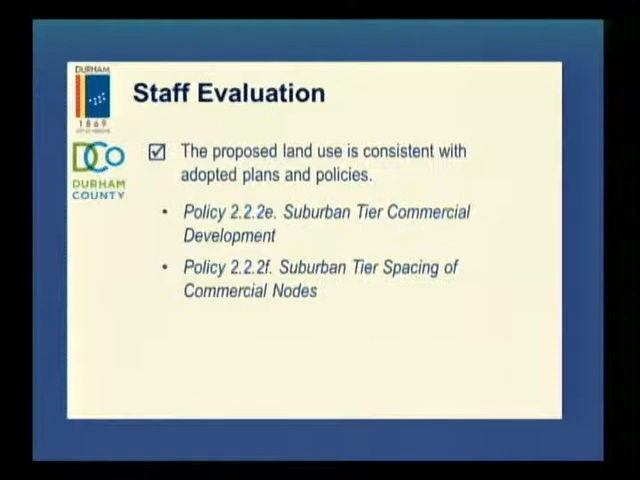 DURHAM
1869
Staff Evaluation
DCo
DURHAM
COUNTY
☑ The proposed land use is consistent with
adopted plans and policies.
• Policy 2.2.2e. Suburban Tier Commercial
Development
• Policy 2.2.2f. Suburban Tier Spacing of
Commercial Nodes